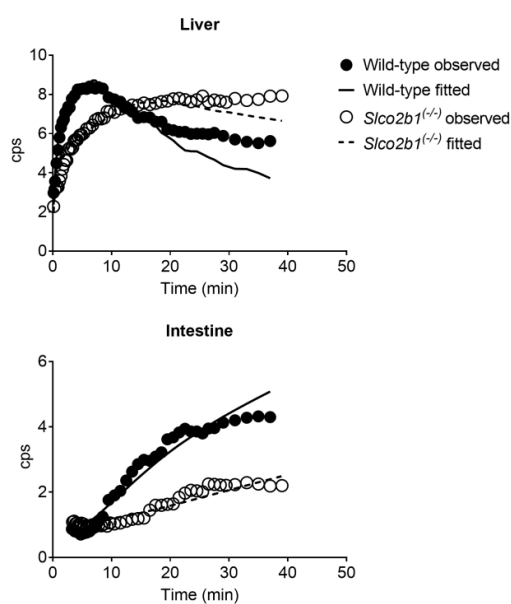 Liver
10
8
6
4
2
0
cps
0 10 20 30 40 50
Time (min)
Wild-type observed
Wild-type fitted
Slco2b1(-/-) observed
Slco2b1(-/-) fitted
Intestine
6
4
2
0
cps
0 10 20 30 40 50
Time (min)